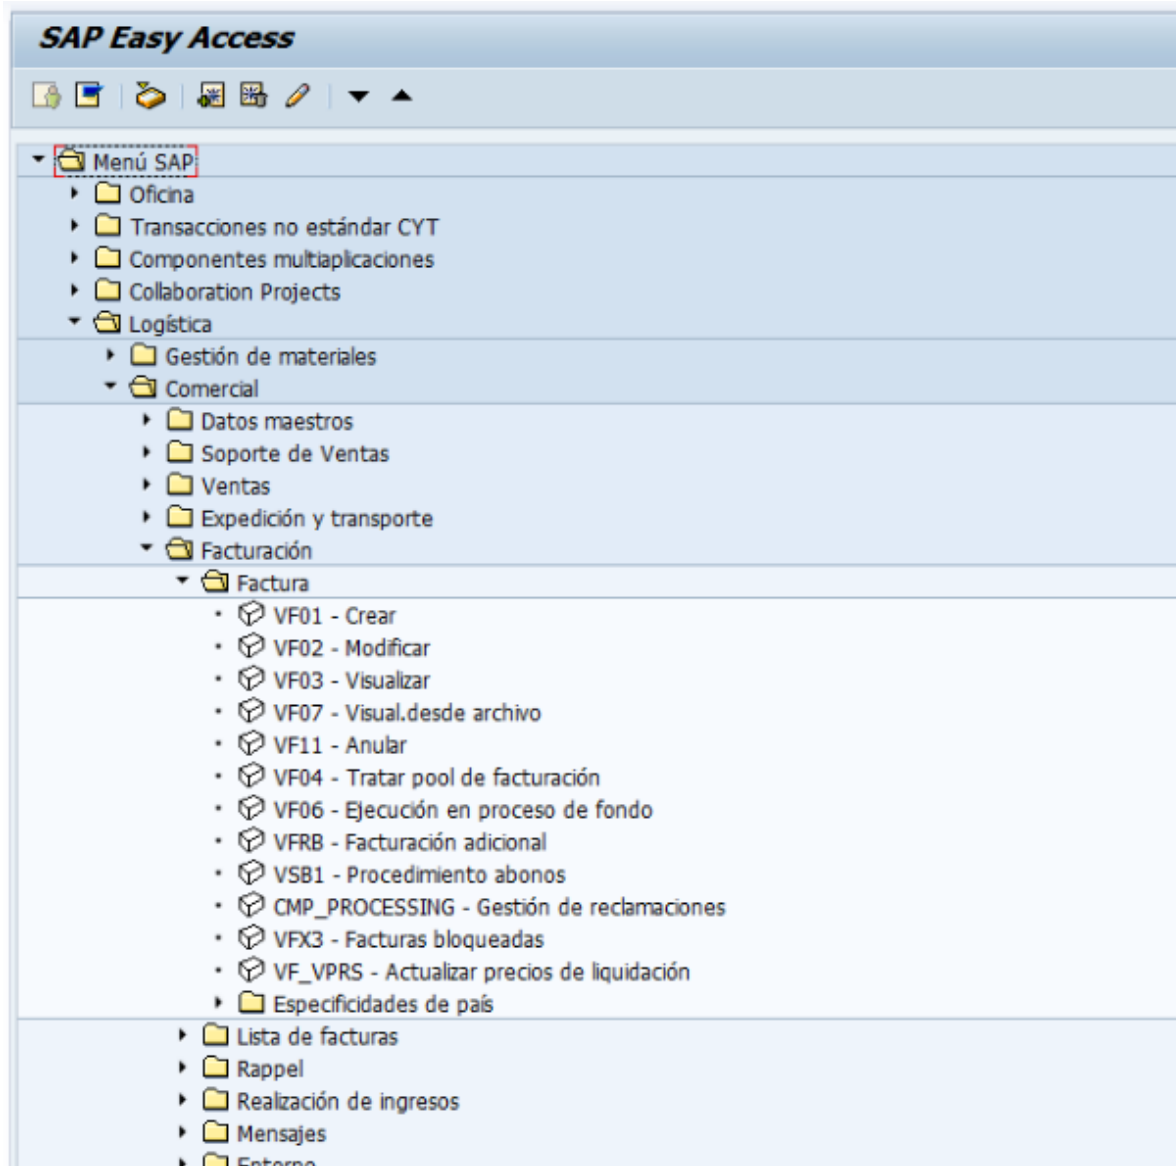 SAP Easy Access
Menú SAP
Oficina
Transacciones no estándar CYT
Componentes multiaplicaciones
Collaboration Projects
Logística
Gestión de materiales
Comercial
Datos maestros
Soporte de Ventas
Ventas
Expedición y transporte
Facturación
Factura
VF01 - Crear
VF02 - Modificar
VF03 - Visualizar
VF07 - Visual.desde archivo
VF11 - Anular
VF04 - Tratar pool de facturación
VF06 - Ejecución en proceso de fondo
VFRB - Facturación adicional
VSB1 - Procedimiento abonos
CMP_PROCESSING - Gestión de reclamaciones
VFX3 - Facturas bloqueadas
VF_VPRS - Actualizar precios de liquidación
Especificidades de país
Lista de facturas
Rappel
Realización de ingresos
Mensajes
Entorno